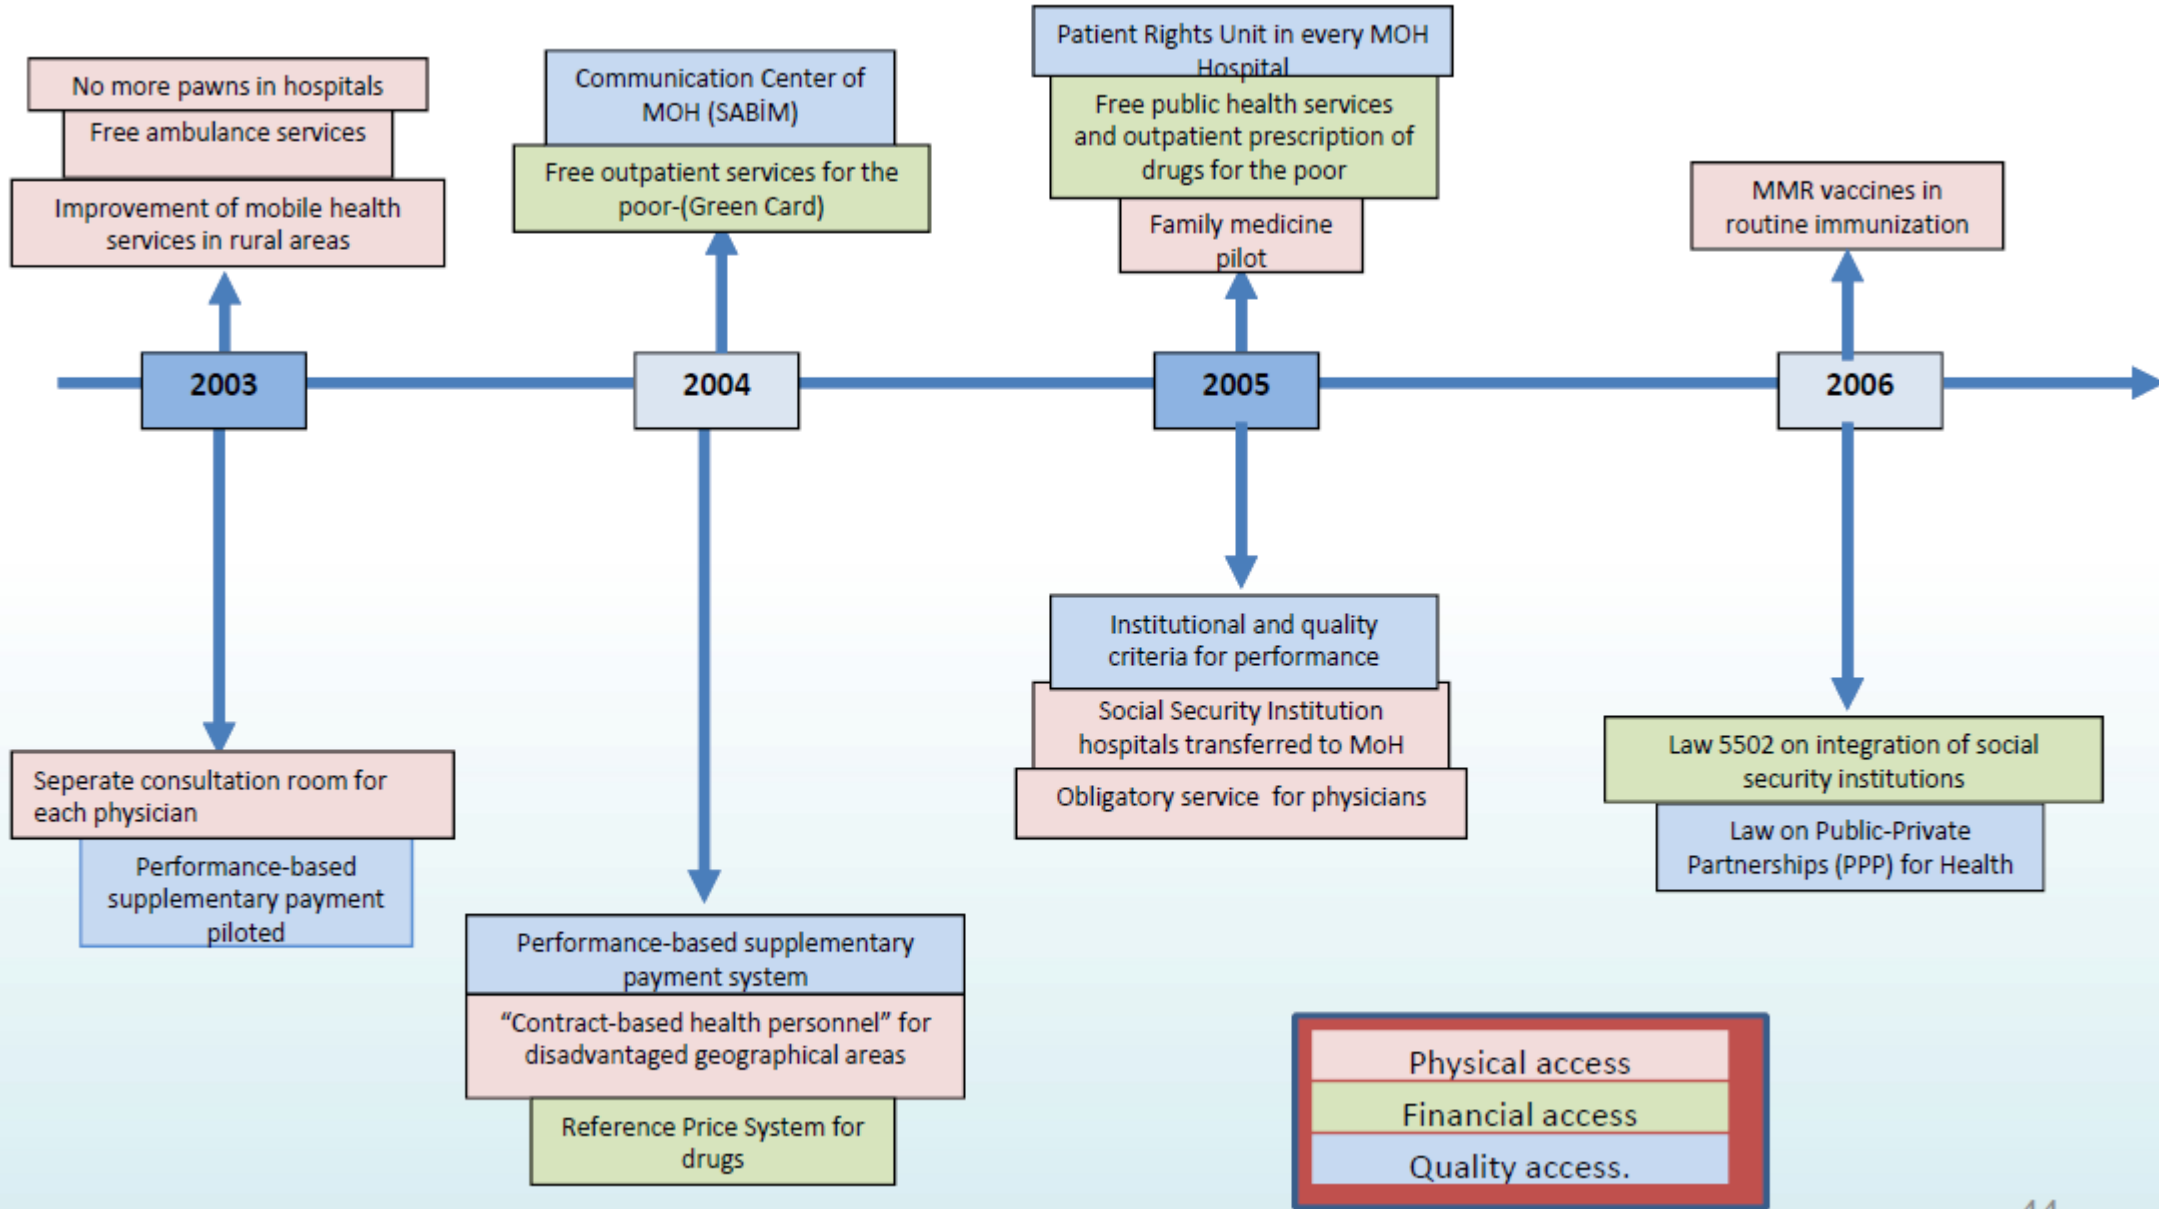 No more pawns in hospitals
Free ambulance services
Improvement of mobile health
services in rural areas
Communication Center of
MOH (SABİM)
Free outpatient services for the
poor-(Green Card)
Patient Rights Unit in every MOH
Hospital
Free public health services
and outpatient prescription of
drugs for the poor
Family medicine
pilot
MMR vaccines in
routine immunization
2003
2004
2005
2006
Seperate consultation room for
each physician
Performance-based
supplementary payment
piloted
Performance-based supplementary
payment system
“Contract-based health personnel” for
disadvantaged geographical areas
Reference Price System for
drugs
Institutional and quality
criteria for performance
Social Security Institution
hospitals transferred to MoH
Obligatory service for physicians
Law 5502 on integration of social
security institutions
Law on Public-Private
Partnerships (PPP) for Health
Physical access
Financial access
Quality access.
44